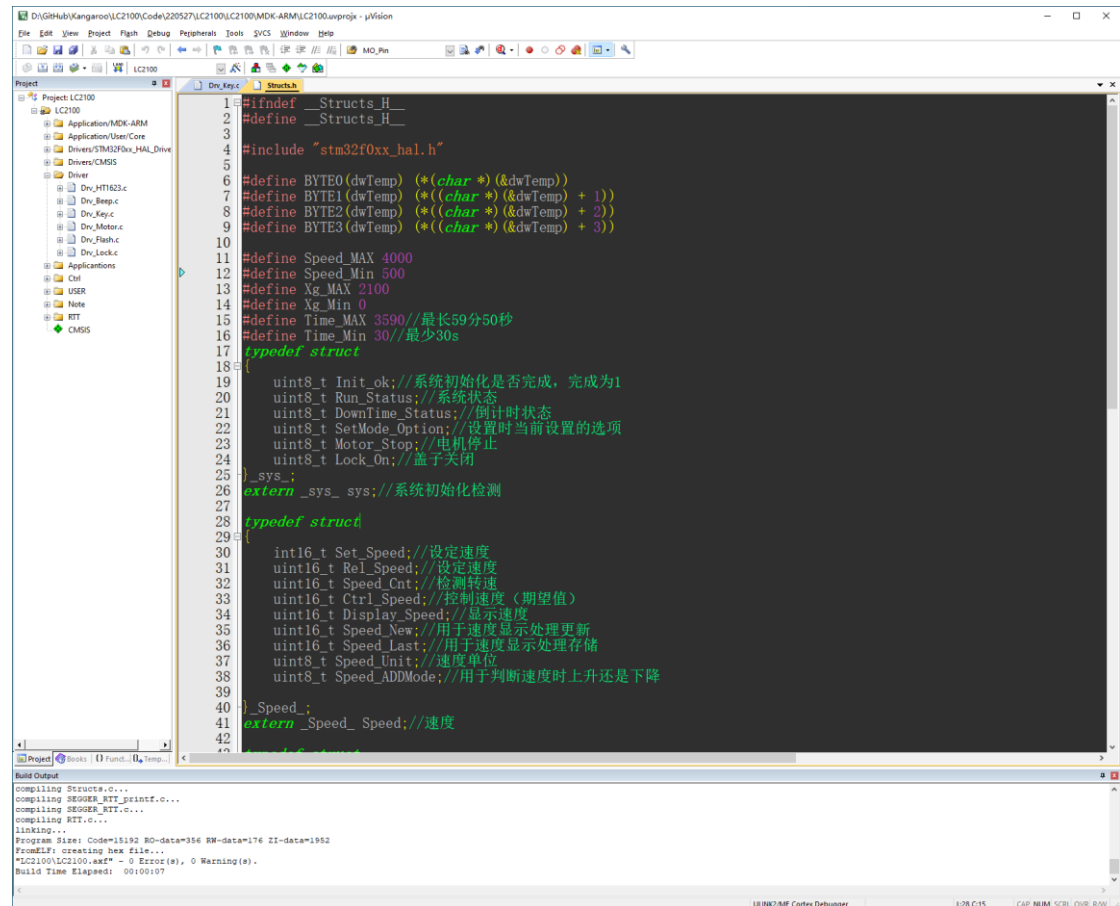 D:\GitHub\Kangaroo\LC2100\Code\220527\LC2100\LC2100\MDK-ARM\LC2100.uvprojx - µVision
File Edit View Project Flash Debug Peripherals Tools SVCS Window Help
MO_Pin
LC2100
Project
Drv_Key.c Structs.h
Project: LC2100
LC2100
Application/MDK-ARM
Application/User/Core
Drivers/STM32F0xx_HAL_Drive
Drivers/CMSIS
Driver
Drv_HT1623.c
Drv_Beep.c
Drv_Key.c
Drv_Motor.c
Drv_Flash.c
Drv_Lock.c
Applicantions
Ctrl
USER
Note
RTT
CMSIS
1 #ifndef __Structs_H__
2 #define __Structs_H__
3
4 #include "stm32f0xx_hal.h"
5
6 #define BYTE0(dwTemp) (*(char *)(&dwTemp))
7 #define BYTE1(dwTemp) (*((char *)(&dwTemp) + 1))
8 #define BYTE2(dwTemp) (*((char *)(&dwTemp) + 2))
9 #define BYTE3(dwTemp) (*((char *)(&dwTemp) + 3))
10
11 #define Speed_MAX 4000
12 #define Speed_Min 500
13 #define Xg_MAX 2100
14 #define Xg_Min 0
15 #define Time_MAX 3590//最长59分50秒
16 #define Time_Min 30//最少30s
17 typedef struct
18 {
19 uint8_t Init_ok;//系统初始化是否完成，完成为1
20 uint8_t Run_Status;//系统状态
21 uint8_t DownTime_Status;//倒计时状态
22 uint8_t SetMode_Option;//设置时当前设置的选项
23 uint8_t Motor_Stop;//电机停止
24 uint8_t Lock_On;//盖子关闭
25 }_sys_;
26 extern _sys_ sys;//系统初始化检测
27
28 typedef struct
29 {
30 int16_t Set_Speed;//设定速度
31 uint16_t Rel_Speed;//设定速度
32 uint16_t Speed_Cnt;//检测转速
33 uint16_t Ctrl_Speed;//控制速度（期望值）
34 uint16_t Display_Speed;//显示速度
35 uint16_t Speed_New;//用于速度显示处理更新
36 uint16_t Speed_Last;//用于速度显示处理存储
37 uint8_t Speed_Unit;//速度单位
38 uint8_t Speed_ADDMode;//用于判断速度时上升还是下降
39
40 }_Speed_;
41 extern _Speed_ Speed;//速度
42
Project Books {} Funct... Temp...
Build Output
compiling Structs.c...
compiling SEGGER_RTT_printf.c...
compiling SEGGER_RTT.c...
compiling RTT.c...
linking...
Program Size: Code=15192 RO-data=356 RW-data=176 ZI-data=1952
FromELF: creating hex file...
"LC2100\LC2100.axf" - 0 Error(s), 0 Warning(s).
Build Time Elapsed: 00:00:07
ULINK2/ME Cortex Debugger L:28 C:15 CAP NUM SCRL OVR R/W